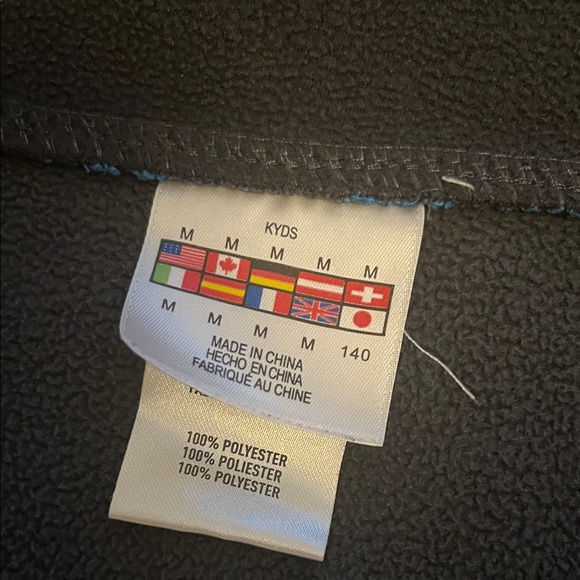 KYDS
M M M M M
M M M M 140
MADE IN CHINA
HECHO EN CHINA
FABRIQUÉ AU CHINE
100% POLYESTER
100% POLIESTER
100% POLYESTER